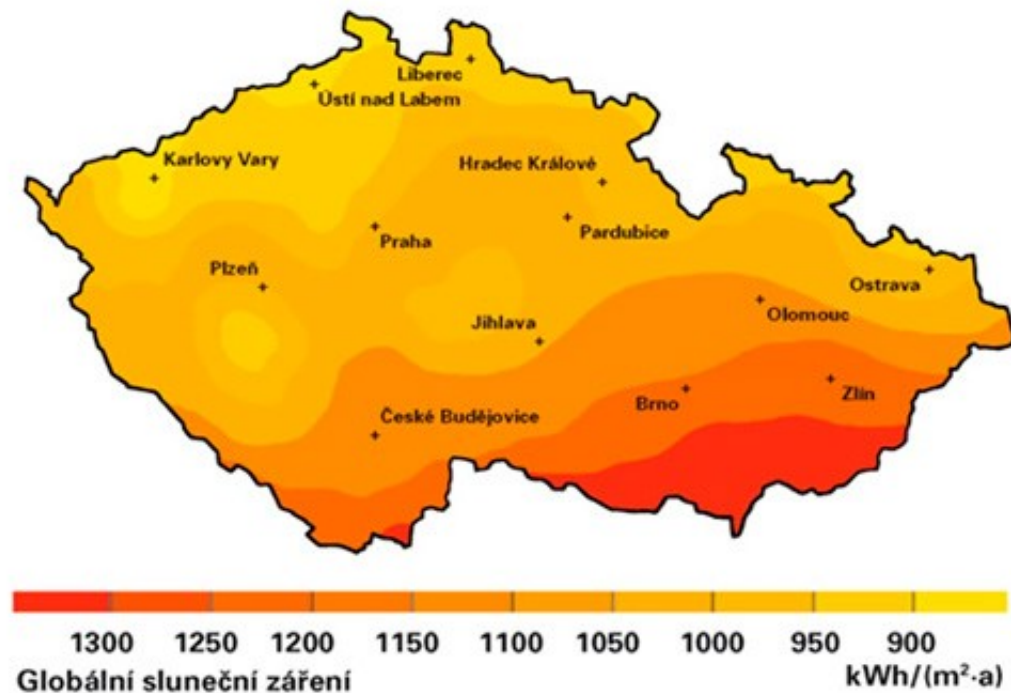 Liberec
Ústí nad Labem
Karlovy Vary
Hradec Králové
Praha
Pardubice
Plzeň
Ostrava
Jihlava
Olomouc
Brno
Zlín
České Budějovice
1300 1250 1200 1150 1100 1050 1000 950 900
Globální sluneční záření kWh/(m²·a)